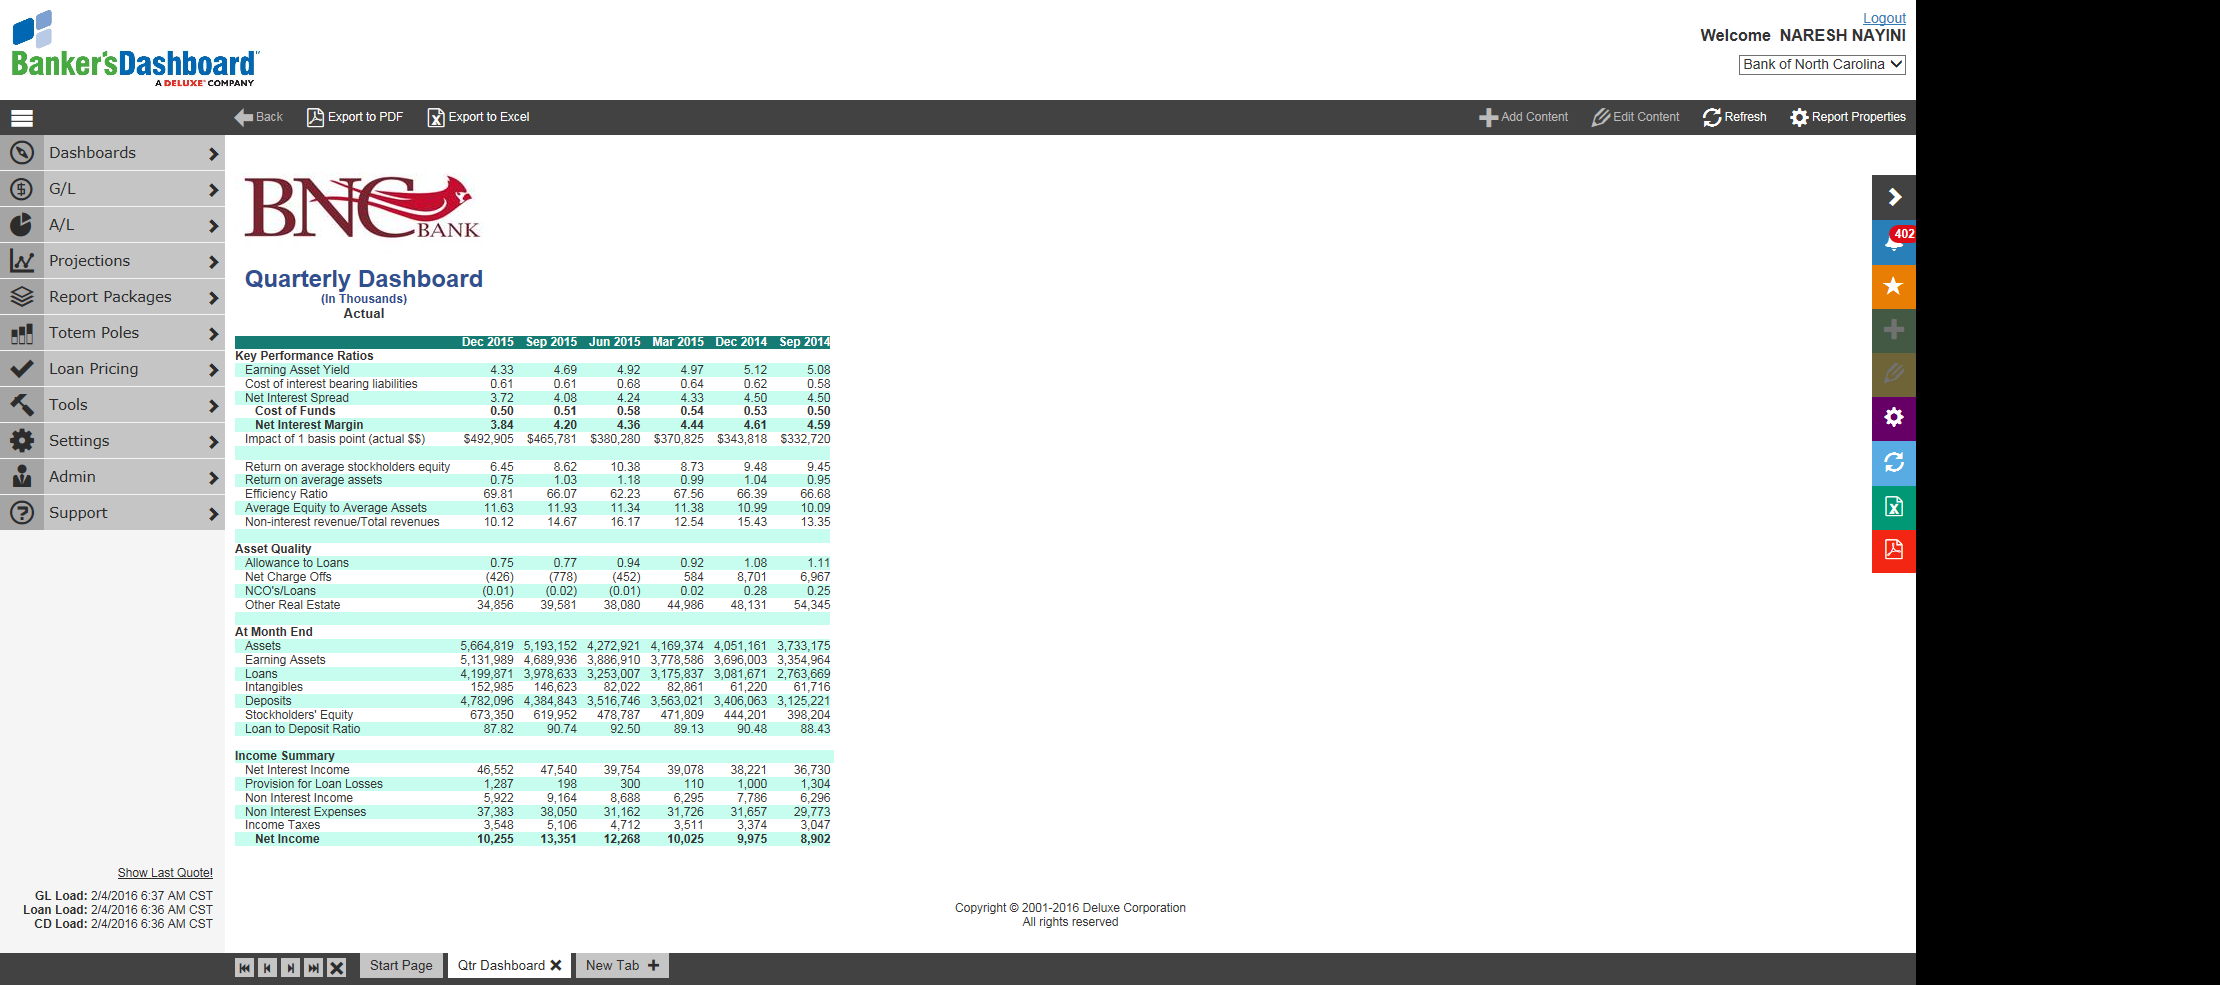 Banker'sDashboard
A DELUXE COMPANY
Logout
Welcome NARESH NAYINI
Bank of North Carolina
Back Export to PDF Export to Excel Add Content Edit Content Refresh Report Properties
Dashboards
G/L
A/L
Projections
Report Packages
Totem Poles
Loan Pricing
Tools
Settings
Admin
Support
402
BNC BANK
Quarterly Dashboard
(In Thousands)
Actual
Dec 2015 Sep 2015 Jun 2015 Mar 2015 Dec 2014 Sep 2014
Key Performance Ratios
Earning Asset Yield 4.33 4.69 4.92 4.97 5.12 5.08
Cost of interest bearing liabilities 0.61 0.61 0.68 0.64 0.62 0.58
Net Interest Spread 3.72 4.08 4.24 4.33 4.50 4.50
Cost of Funds 0.50 0.51 0.58 0.54 0.53 0.50
Net Interest Margin 3.84 4.20 4.36 4.44 4.61 4.59
Impact of 1 basis point (actual $$) $492,905 $465,781 $380,280 $370,825 $343,818 $332,720
Return on average stockholders equity 6.45 8.62 10.38 8.73 9.48 9.45
Return on average assets 0.75 1.03 1.18 0.99 1.04 0.95
Efficiency Ratio 69.81 66.07 62.23 67.56 66.39 66.68
Average Equity to Average Assets 11.63 11.93 11.34 11.38 10.99 10.09
Non-interest revenue/Total revenues 10.12 14.67 16.17 12.54 15.43 13.35
Asset Quality
Allowance to Loans 0.75 0.77 0.94 0.92 1.08 1.11
Net Charge Offs (426) (778) (452) 584 8,701 6,967
NCO's/Loans (0.01) (0.02) (0.01) 0.02 0.28 0.25
Other Real Estate 34,856 39,581 38,080 44,986 48,131 54,345
At Month End
Assets 5,664,819 5,193,152 4,272,921 4,169,374 4,051,161 3,733,175
Earning Assets 5,131,989 4,689,936 3,886,910 3,778,586 3,696,003 3,354,964
Loans 4,199,871 3,978,633 3,253,007 3,175,837 3,081,671 2,763,669
Intangibles 152,985 146,623 82,022 82,861 61,220 61,716
Deposits 4,782,096 4,384,843 3,516,746 3,563,021 3,406,063 3,125,221
Stockholders' Equity 673,350 619,952 478,787 471,809 444,201 398,204
Loan to Deposit Ratio 87.82 90.74 92.50 89.13 90.48 88.43
Income Summary
Net Interest Income 46,552 47,540 39,754 39,078 38,221 36,730
Provision for Loan Losses 1,287 198 300 110 1,000 1,304
Non Interest Income 5,922 9,164 8,688 6,295 7,786 6,296
Non Interest Expenses 37,383 38,050 31,162 31,726 31,657 29,773
Income Taxes 3,548 5,106 4,712 3,511 3,374 3,047
Net Income 10,255 13,351 12,268 10,025 9,975 8,902
Show Last Quote!
GL Load: 2/4/2016 6:37 AM CST
Loan Load: 2/4/2016 6:36 AM CST
CD Load: 2/4/2016 6:36 AM CST
Copyright © 2001-2016 Deluxe Corporation
All rights reserved
Start Page Qtr Dashboard New Tab